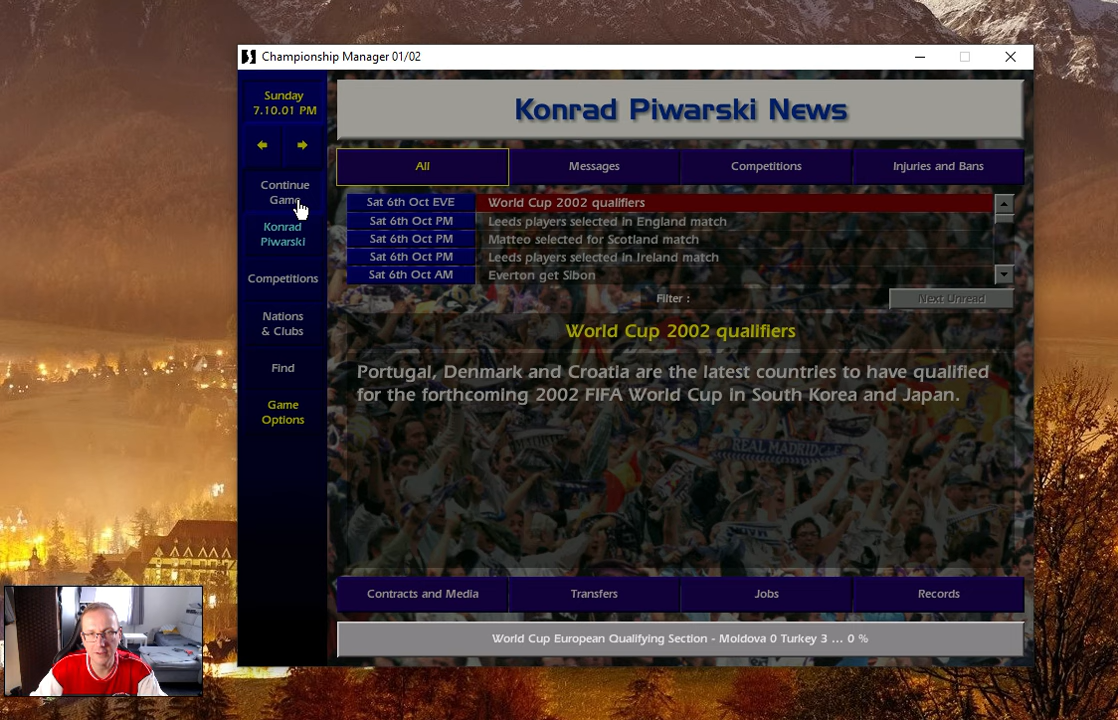 Championship Manager 01/02
Sunday
7.10.01 PM
Continue
Game
Konrad
Piwarski
Competitions
Nations
& Clubs
Find
Game
Options
Konrad Piwarski News
All
Messages
Competitions
Injuries and Bans
Sat 6th Oct EVE World Cup 2002 qualifiers
Sat 6th Oct PM Leeds players selected in England match
Sat 6th Oct PM Matteo selected for Scotland match
Sat 6th Oct PM Leeds players selected in Ireland match
Sat 6th Oct AM Everton get Sibon
Filter :
Next Unread
World Cup 2002 qualifiers
Portugal, Denmark and Croatia are the latest countries to have qualified
for the forthcoming 2002 FIFA World Cup in South Korea and Japan.
REAL MADRID C.F.
Contracts and Media
Transfers
Jobs
Records
World Cup European Qualifying Section - Moldova 0 Turkey 3 ... 0 %